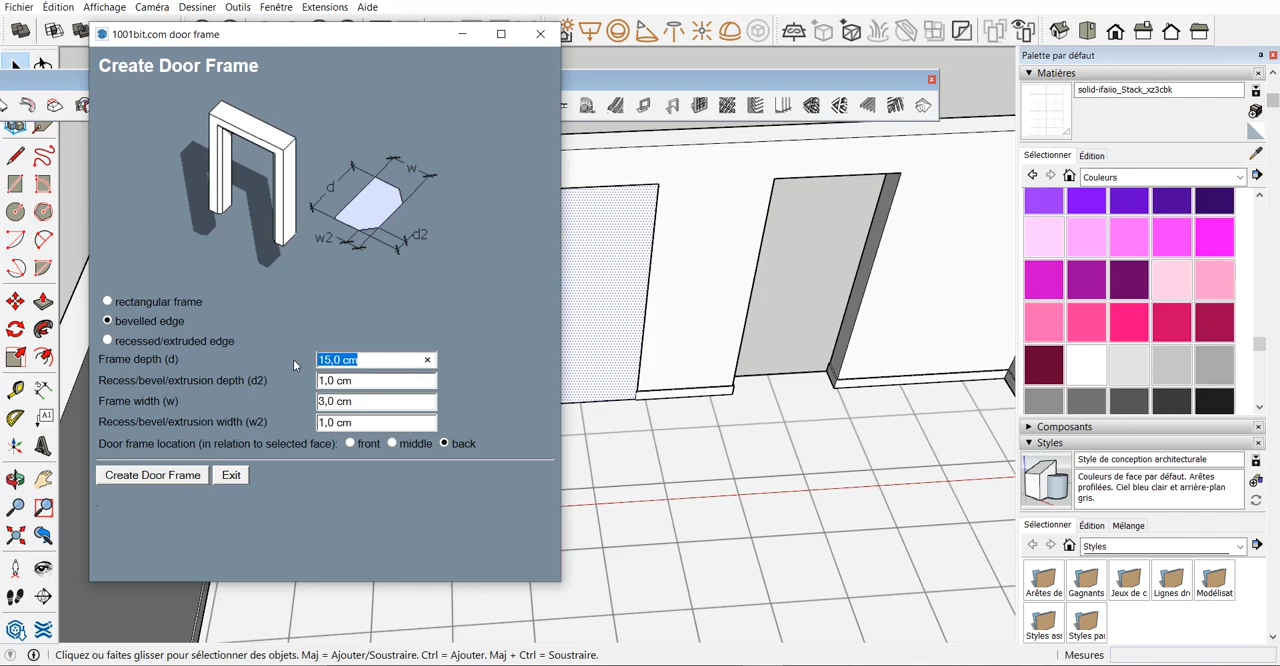 Fichier Édition Affichage Caméra Dessiner Outils Fenêtre Extensions Aide
1001bit.com door frame
Create Door Frame
d
w
w2
d2
rectangular frame
bevelled edge
recessed/extruded edge
Frame depth (d) 15,0 cm
Recess/bevel/extrusion depth (d2) 1,0 cm
Frame width (w) 3,0 cm
Recess/bevel/extrusion width (w2) 1,0 cm
Door frame location (in relation to selected face): front middle back
Create Door Frame Exit
Palette par défaut
Matières
solid-ifaiio_Stack_xz3cbk
Sélectionner Édition
Couleurs
Composants
Styles
Style de conception architecturale
Couleurs de face par défaut. Arêtes
profilées. Ciel bleu clair et arrière-plan
gris.
Sélectionner Édition Mélange
Styles
Arêtes de Gagnants Jeux de c Lignes dr Modélisat
Styles ass Styles pa
Cliquez ou faites glisser pour sélectionner des objets. Maj = Ajouter/Soustraire. Ctrl = Ajouter. Maj + Ctrl = Soustraire.
Mesures